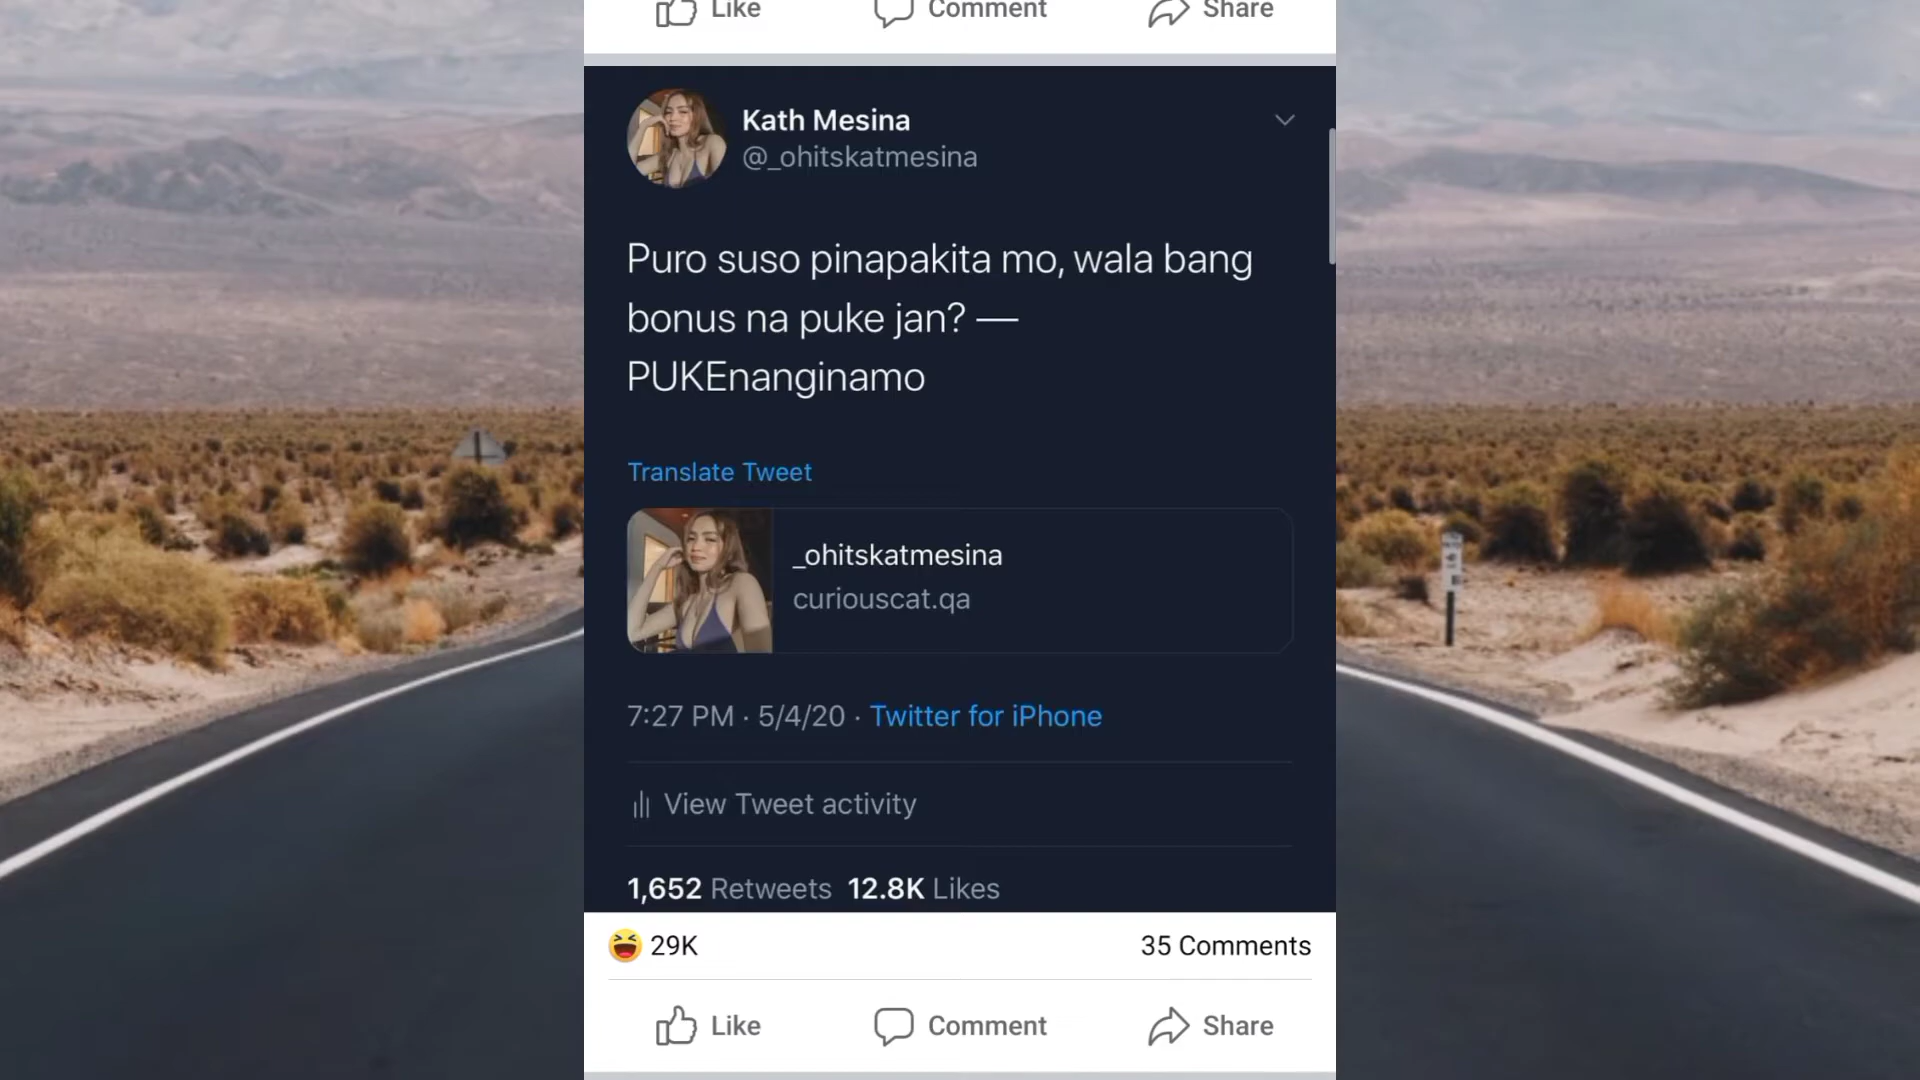 Like Comment Share
Kath Mesina
@_ohitskatmesina
Puro suso pinapakita mo, wala bang
bonus na puke jan? —
PUKEnanginamo
Translate Tweet
_ohitskatmesina
curiouscat.qa
7:27 PM · 5/4/20 · Twitter for iPhone
View Tweet activity
1,652 Retweets 12.8K Likes
29K 35 Comments
Like Comment Share